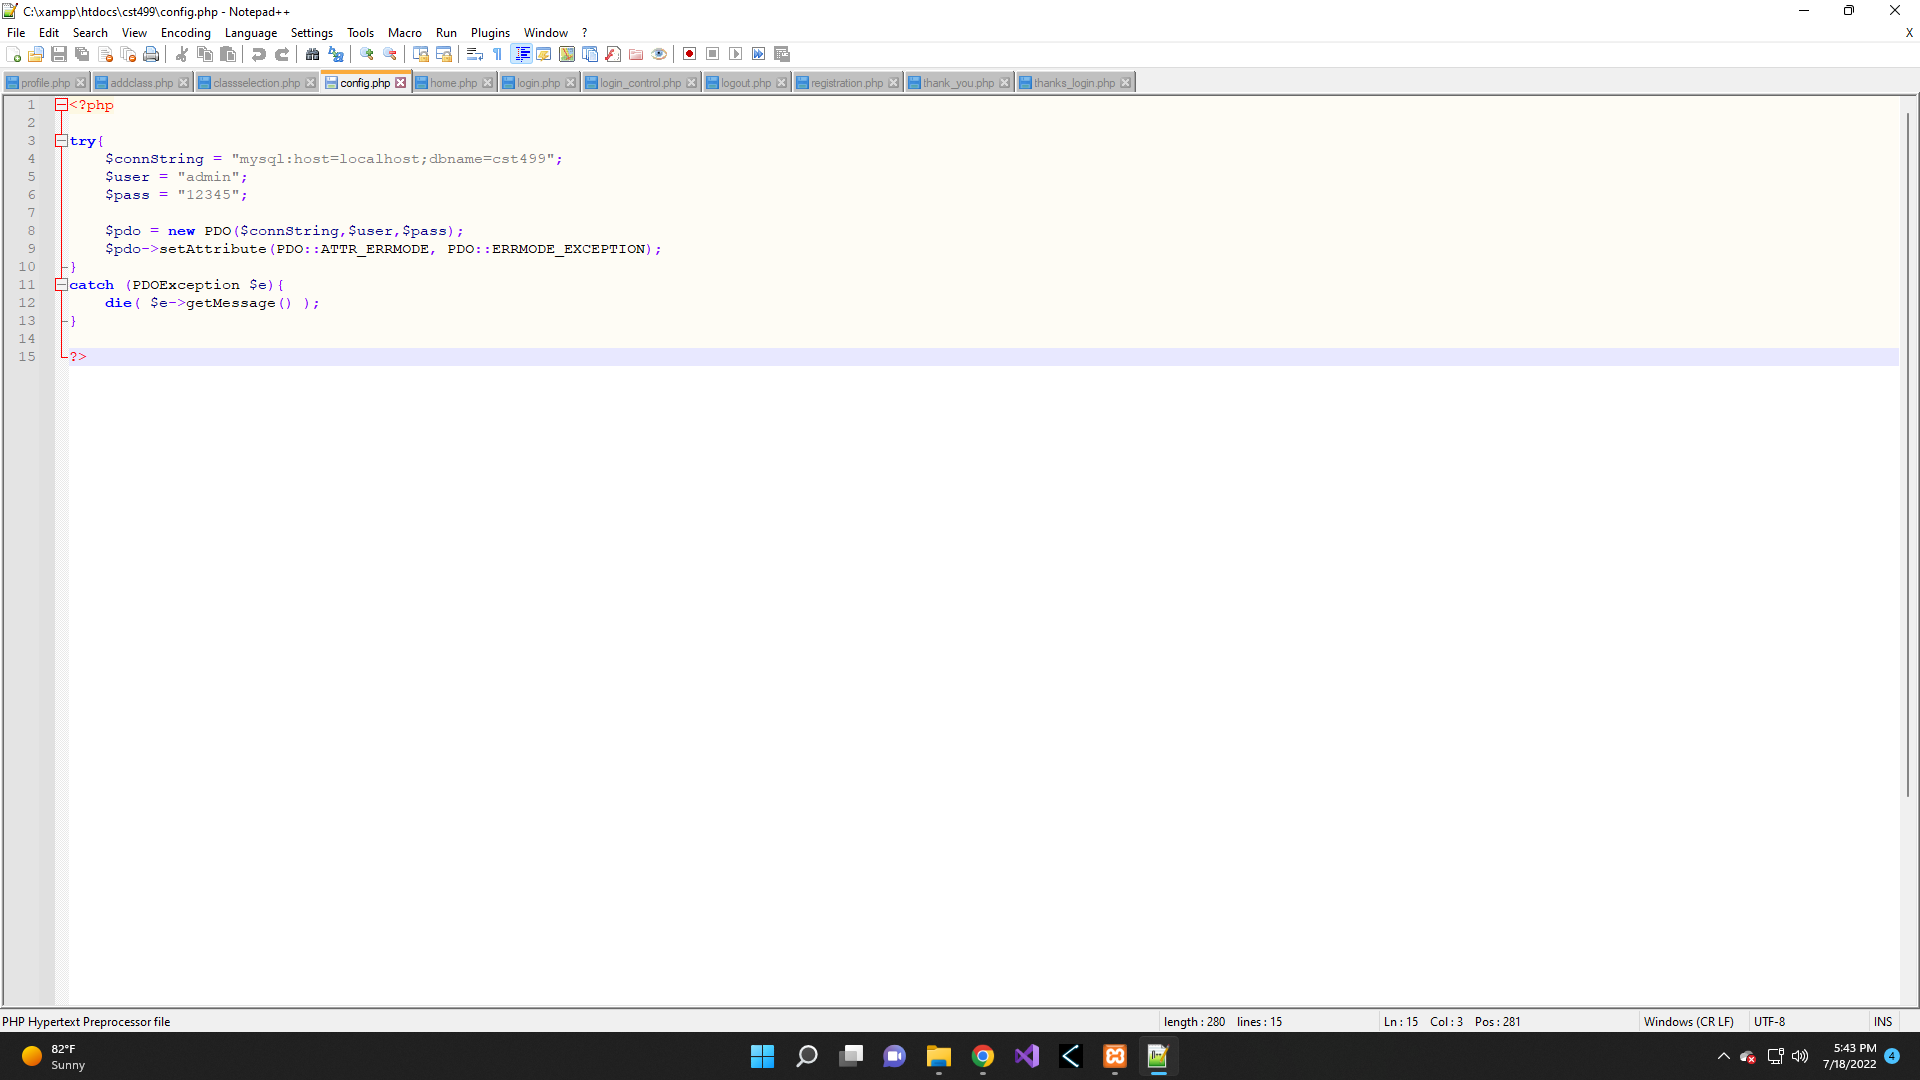 C:\xampp\htdocs\cst499\config.php - Notepad++
File Edit Search View Encoding Language Settings Tools Macro Run Plugins Window ? X
profile.php addclass.php classselection.php config.php home.php login.php login_control.php logout.php registration.php thank_you.php thanks_login.php
1 <?php
2
3 try{
4 $connString = "mysql:host=localhost;dbname=cst499";
5 $user = "admin";
6 $pass = "12345";
7
8 $pdo = new PDO($connString,$user,$pass);
9 $pdo->setAttribute(PDO::ATTR_ERRMODE, PDO::ERRMODE_EXCEPTION);
10 }
11 catch (PDOException $e){
12 die( $e->getMessage() );
13 }
14
15 ?>
PHP Hypertext Preprocessor file length : 280 lines : 15 Ln : 15 Col : 3 Pos : 281 Windows (CR LF) UTF-8 INS
82°F
Sunny
5:43 PM
7/18/2022
4